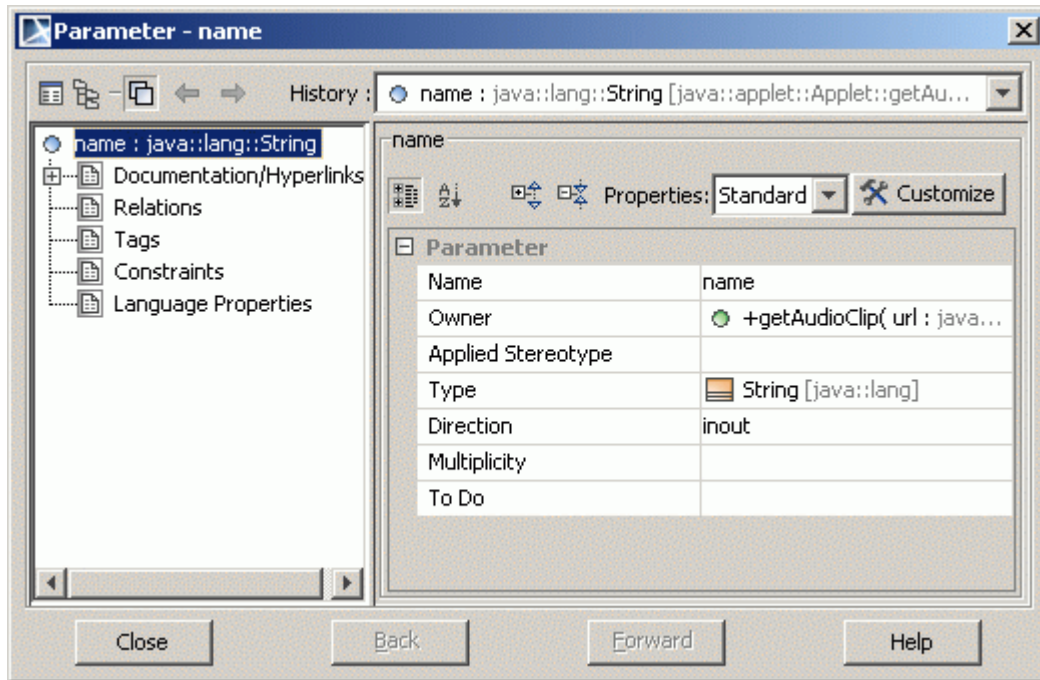 Parameter - name
History : name : java::lang::String [java::applet::Applet::getAu...
name : java::lang::String
Documentation/Hyperlinks
Relations
Tags
Constraints
Language Properties
name
Properties: Standard Customize
Parameter
Name name
Owner +getAudioClip( url : java...
Applied Stereotype
Type String [java::lang]
Direction inout
Multiplicity
To Do
Close Back Forward Help